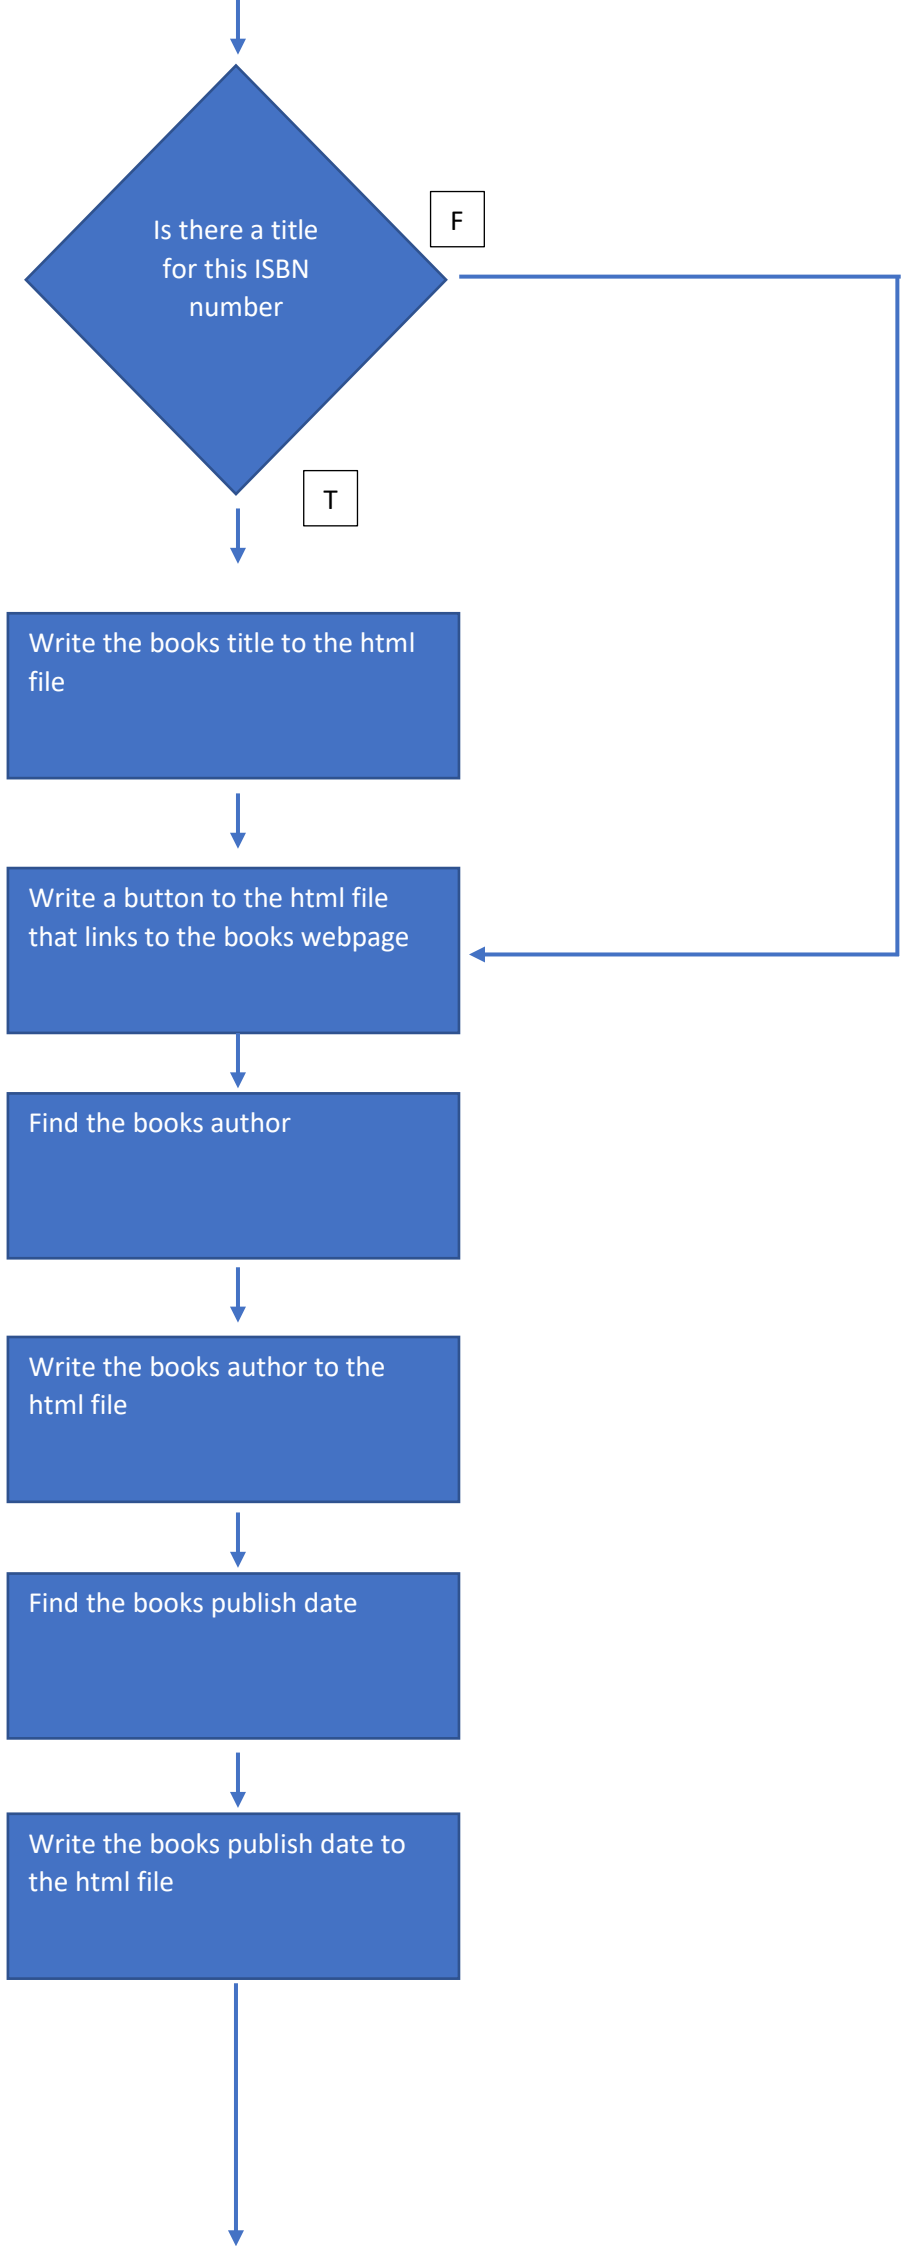 Is there a title
for this ISBN
number
F
T
Write the books title to the html
file
Write a button to the html file
that links to the books webpage
Find the books author
Write the books author to the
html file
Find the books publish date
Write the books publish date to
the html file